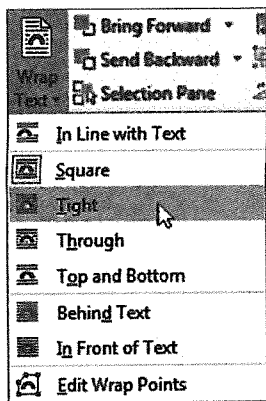 Bring Forward
Send Backward
Selection Pane
Wrap
Text
In Line with Text
Square
Tight
Through
Top and Bottom
Behind Text
In Front of Text
Edit Wrap Points